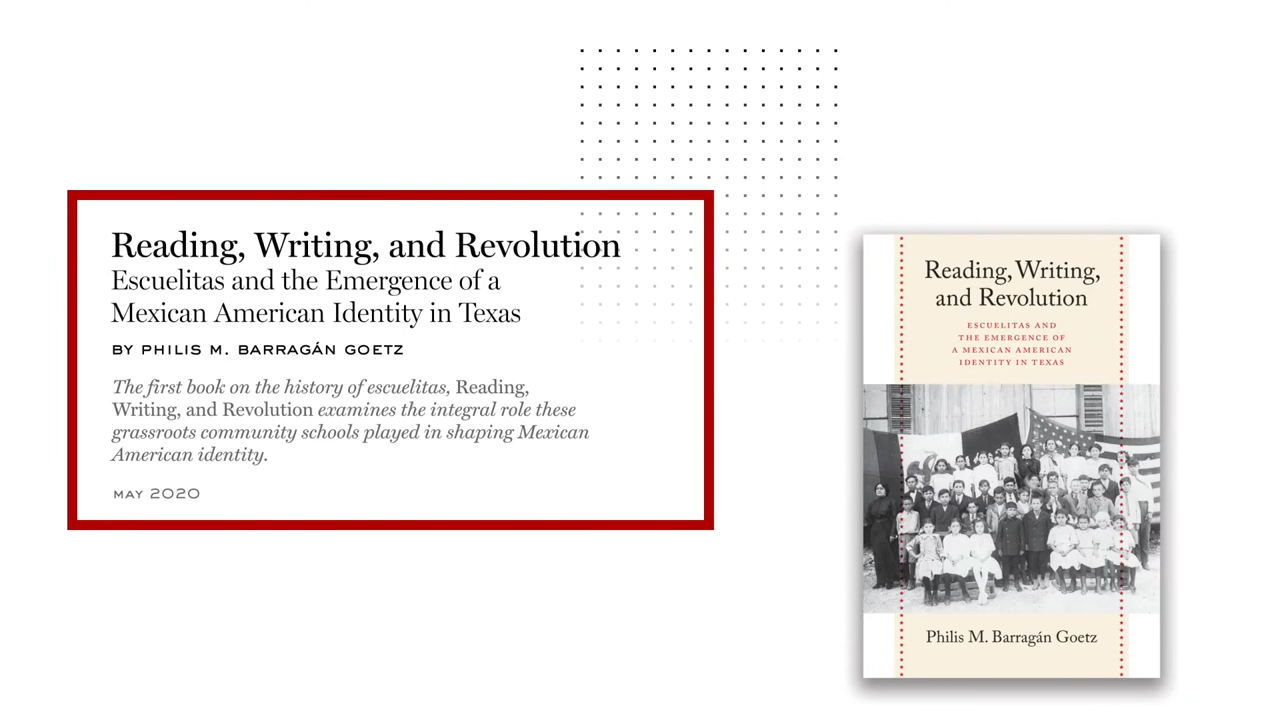 Reading, Writing, and Revolution
Escuelitas and the Emergence of a
Mexican American Identity in Texas
BY PHILIS M. BARRAGÁN GOETZ
The first book on the history of escuelitas, Reading,
Writing, and Revolution examines the integral role these
grassroots community schools played in shaping Mexican
American identity.
MAY 2020
Reading, Writing,
and Revolution
ESCUELITAS AND
THE EMERGENCE OF
A MEXICAN AMERICAN
IDENTITY IN TEXAS
Philis M. Barragán Goetz